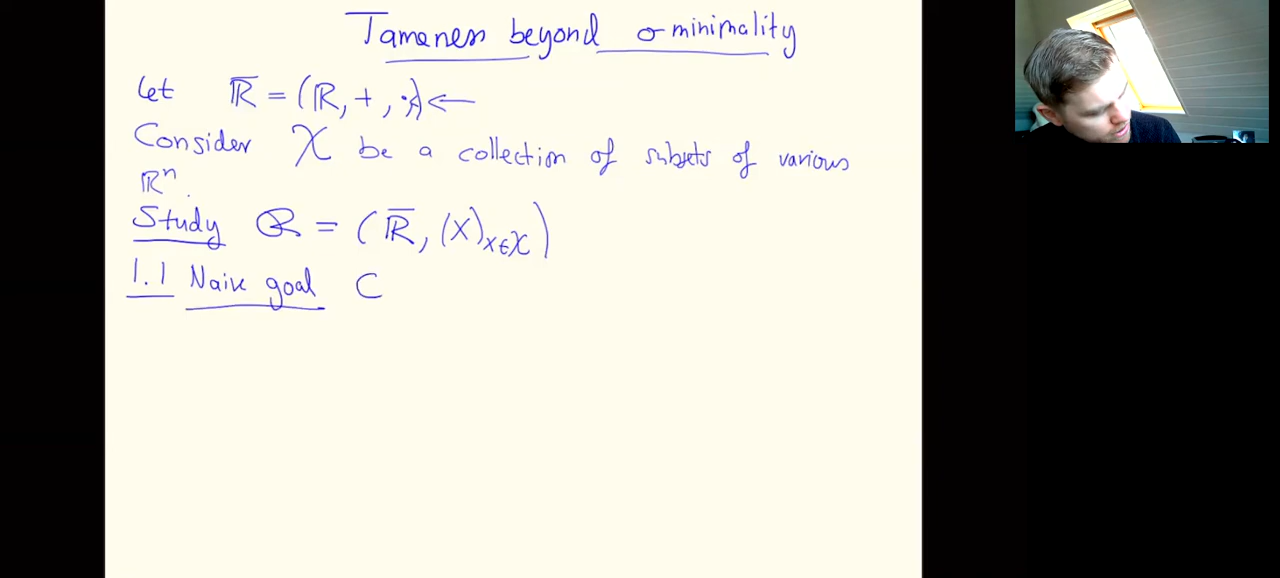 Tameness beyond o-minimality
Let ℝ̄ = (ℝ, +, ·) ←
Consider 𝒳 be a collection of subsets of various
ℝⁿ.
Study ℛ = (ℝ̄, (X)_{X∈𝒳})
1.1 Naive goal C